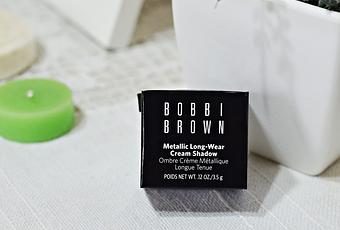 BOBBI
BROWN
Metallic Long-Wear
Cream Shadow
Ombre Crème Métallique
Longue Tenue
POIDS NET WT. .12 OZ/3.5 g